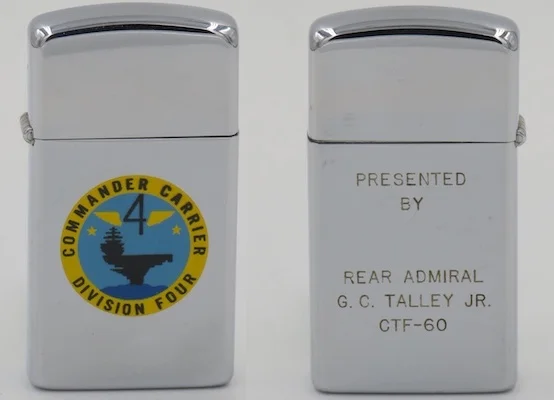 COMMANDER CARRIER
4
DIVISION FOUR
PRESENTED
BY
REAR ADMIRAL
G. C. TALLEY JR.
CTF-60